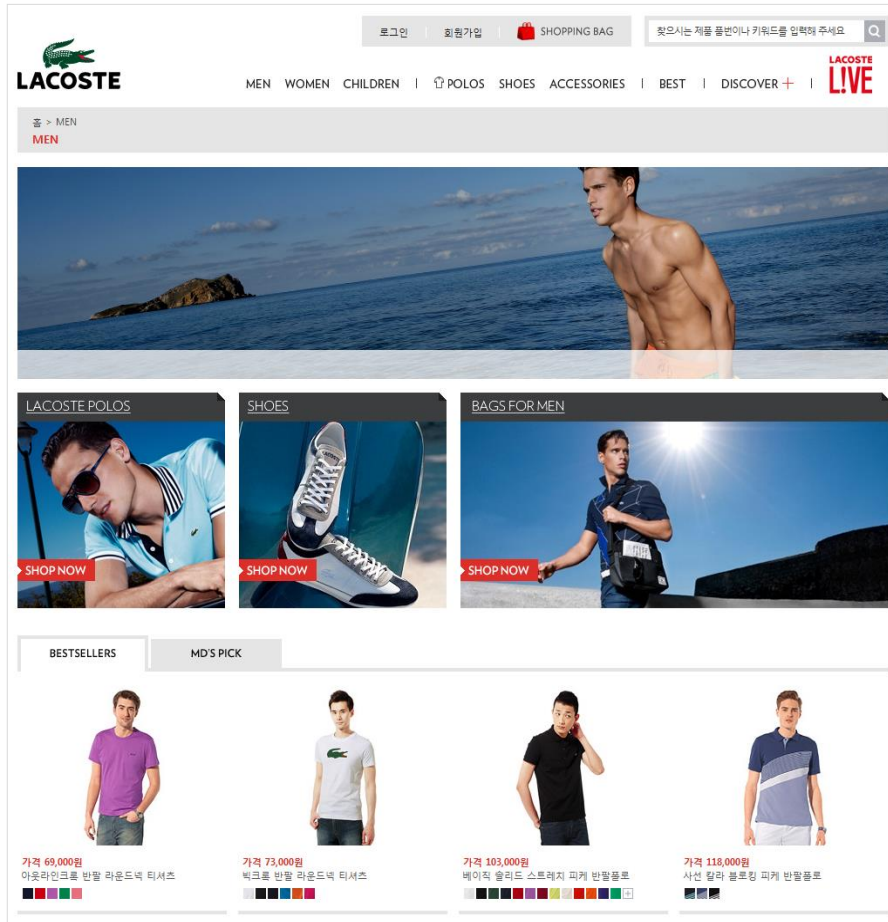 로그인
회원가입
SHOPPING BAG
찾으시는 제품 품번이나 키워드를 입력해 주세요
LACOSTE
MEN WOMEN CHILDREN | POLOS SHOES ACCESSORIES | BEST | DISCOVER + |
LACOSTE
L!VE
홈 > MEN
MEN
LACOSTE POLOS
SHOES
BAGS FOR MEN
SHOP NOW
SHOP NOW
SHOP NOW
BESTSELLERS
MD'S PICK
가격 69,000원
아웃라인크롭 반팔 라운드넥 티셔츠
가격 73,000원
빅크롭 반팔 라운드넥 티셔츠
가격 103,000원
베이직 솔리드 스트레치 피케 반팔폴로
가격 118,000원
사선 칼라 블로킹 피케 반팔폴로